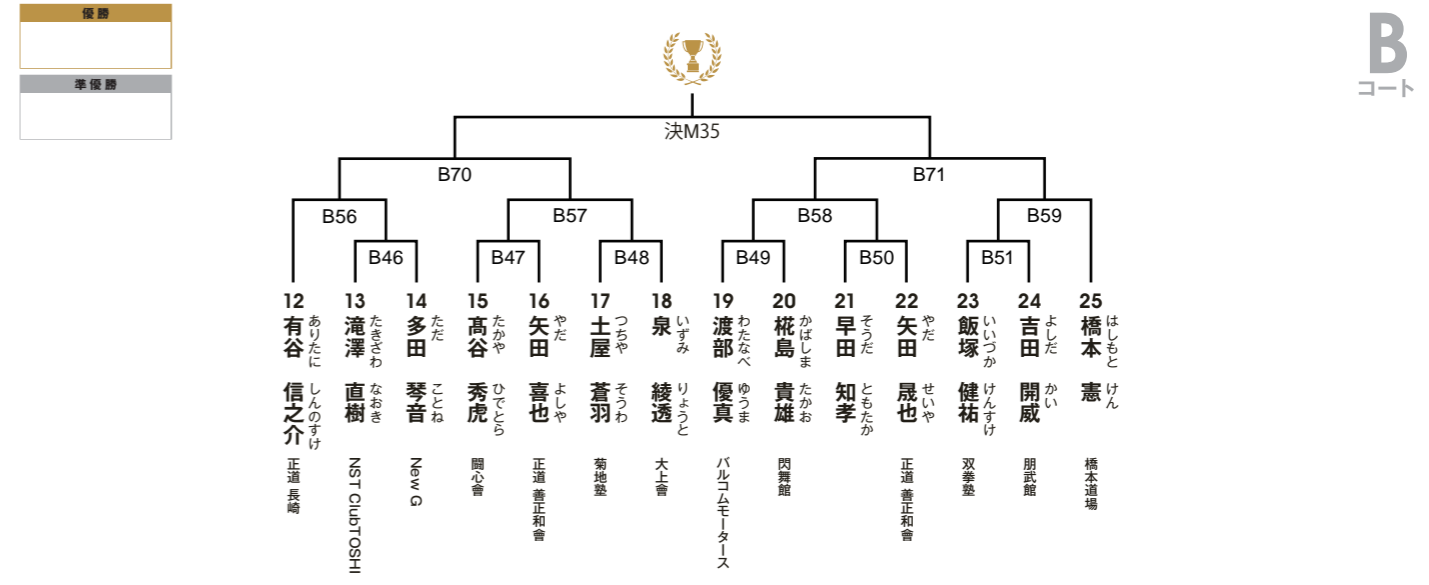 優勝
準優勝
B
コート
決M35
B70
B71
B56
B57
B58
B59
B46
B47
B48
B49
B50
B51
12
有谷 信之介
ありたに しんのすけ
正道 長崎
13
滝澤 直樹
たきざわ なおき
NST ClubTOSHI
14
多田 琴音
ただ ことね
New G
15
髙谷 秀虎
たかや ひでとら
闘心會
16
矢田 喜也
やだ よしや
正道 善正和會
17
土屋 蒼羽
つちや そうわ
菊地塾
18
泉 綾透
いずみ りょうと
大上會
19
渡部 優真
わたなべ ゆうま
バルコムモータース
20
椛島 貴雄
かばしま たかお
閃舞館
21
早田 知孝
そうだ ともたか
22
矢田 晟也
やだ せいや
正道 善正和會
23
飯塚 健祐
いいづか けんすけ
双拳塾
24
吉田 開威
よしだ かい
朋武館
25
橋本 憲
はしもと けん
橋本道場